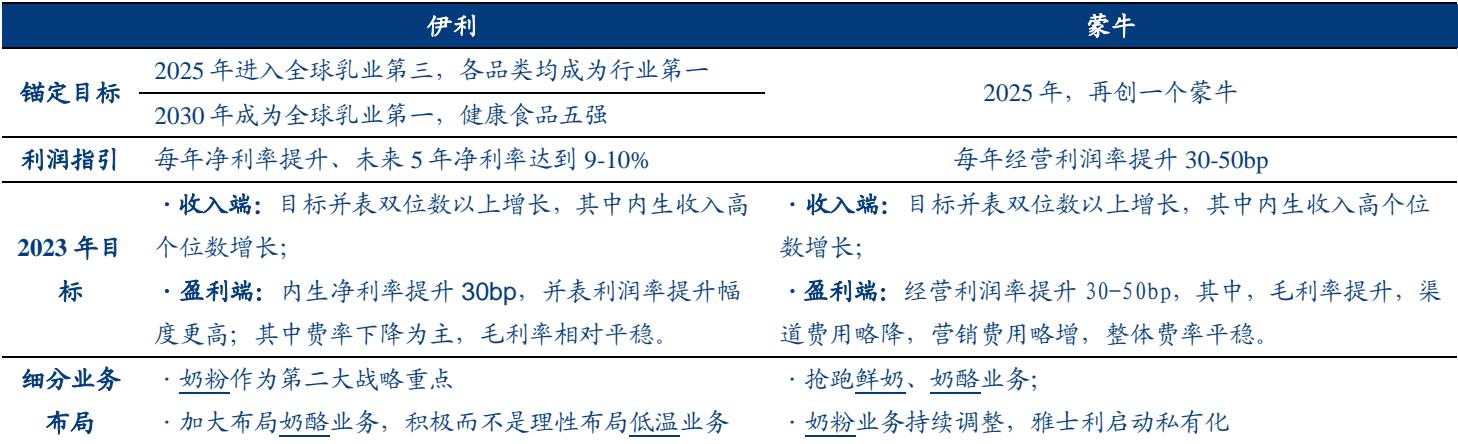 伊利 蒙牛
锚定目标
2025 年进入全球乳业第三，各品类均成为行业第一
2030 年成为全球乳业第一，健康食品五强
2025 年，再创一个蒙牛
利润指引
每年净利率提升、未来 5 年净利率达到 9-10%
每年经营利润率提升 30-50bp
2023 年目
标
·收入端：目标并表双位数以上增长，其中内生收入高
个位数增长；
·盈利端：内生净利率提升 30bp，并表利润率提升幅
度更高；其中费率下降为主，毛利率相对平稳。
·收入端：目标并表双位数以上增长，其中内生收入高个位
数增长；
·盈利端：经营利润率提升 30-50bp，其中，毛利率提升，渠
道费用略降，营销费用略增，整体费率平稳。
细分业务
布局
·奶粉作为第二大战略重点
·加大布局奶酪业务，积极而不是理性布局低温业务
·抢跑鲜奶、奶酪业务；
·奶粉业务持续调整，雅士利启动私有化